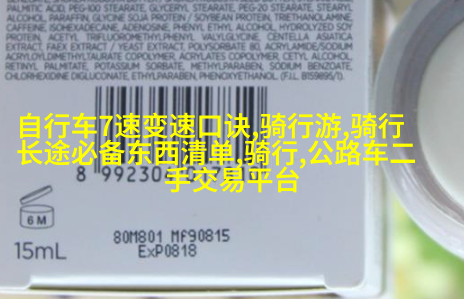 PALMITIC ACID, PEG-100 STEARATE, GLYCERYL STEARATE, PEG-20 STEARATE, STEARYL
ALCOHOL, PARAFFIN, GLYCINE SOJA PROTEIN / SOYBEAN PROTEIN, TRIETHANOLAMINE,
CAFFEINE, ISOHEXADECANE, ADENOSINE, PHENYL ETHYL ALCOHOL, HYDROLYZED SOY
PROTEIN, ACETYL TRIFLUOROMETHYLPHENYL VALYLGLYCINE, CENTELLA ASIATICA
EXTRACT, FAEX EXTRACT / YEAST EXTRACT, POLYSORBATE 80, ACRYLAMIDE/SODIUM
ACRYLOYLDIMETHYLTAURATE COPOLYMER, ACRYLATES COPOLYMER, CETYL ALCOHOL,
RETINYL PALMITATE, POTASSIUM SORBATE, DISODIUM EDTA, METHYLPARABEN, SODIUM BENZOATE,
CHLORHEXIDINE DIGLUCONATE, ETHYLPARABEN, PHENOXYETHANOL. (F.I.L. B159895/1).
自行车7速变速口诀,骑行游,骑行
长途必备东西清单,骑行,公路车二
手交易平台
8 992304
6 M
15mL
80M801 Mf90815
ExP0818